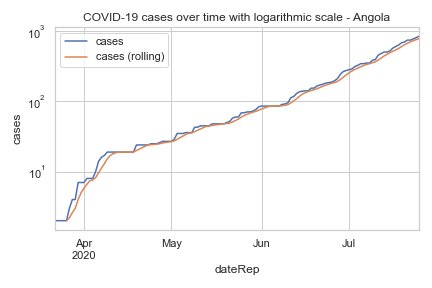 COVID-19 cases over time with logarithmic scale - Angola
cases
cases (rolling)
10³
10²
10¹
cases
Apr
2020
May
Jun
Jul
dateRep